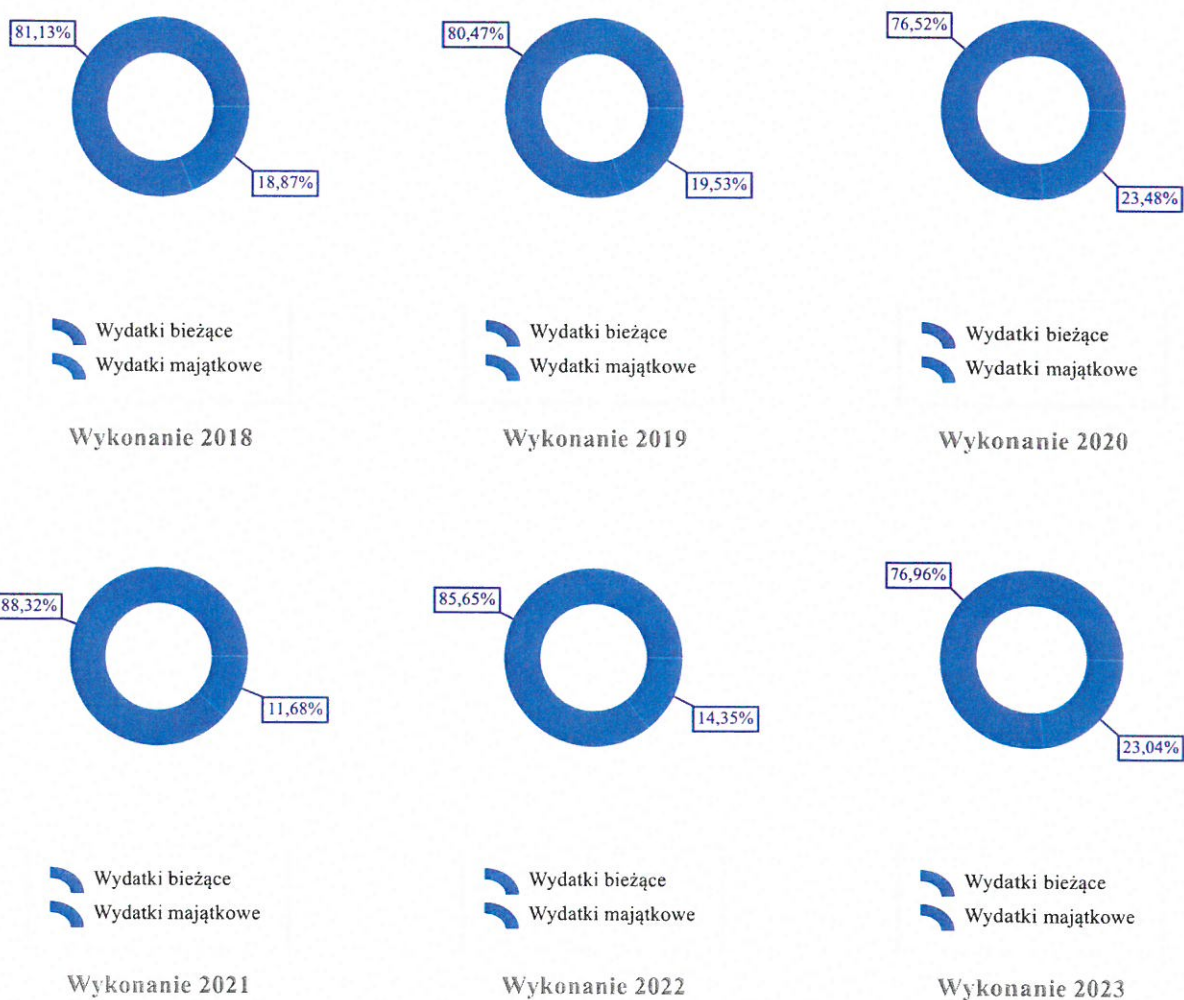 81,13%
18,87%
Wydatki bieżące
Wydatki majątkowe
Wykonanie 2018
80,47%
19,53%
Wydatki bieżące
Wydatki majątkowe
Wykonanie 2019
76,52%
23,48%
Wydatki bieżące
Wydatki majątkowe
Wykonanie 2020
88,32%
11,68%
Wydatki bieżące
Wydatki majątkowe
Wykonanie 2021
85,65%
14,35%
Wydatki bieżące
Wydatki majątkowe
Wykonanie 2022
76,96%
23,04%
Wydatki bieżące
Wydatki majątkowe
Wykonanie 2023